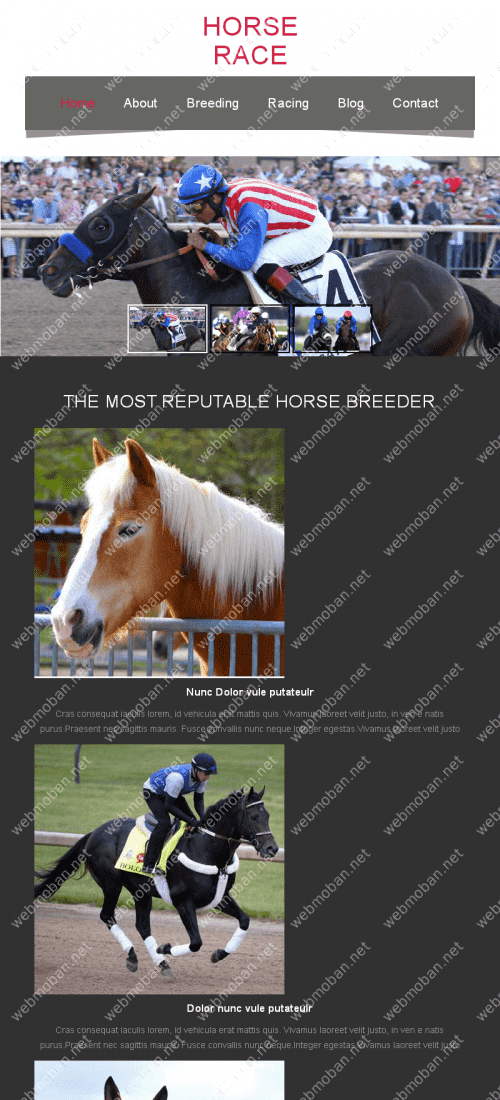 HORSE
RACE
Home About Breeding Racing Blog Contact
4
THE MOST REPUTABLE HORSE BREEDER
Nunc Dolor vule putateulr
Cras consequat iaculis lorem, id vehicula erat mattis quis. Vivamus laoreet velit justo, in ven e natis
purus.Praesent nec sagittis mauris. Fusce convallis nunc neque.Integer egestas.Vivamus laoreet velit justo
BOLO
Dolor nunc vule putateulr
Cras consequat iaculis lorem, id vehicula erat mattis quis. Vivamus laoreet velit justo, in ven e natis
purus.Praesent nec sagittis mauris. Fusce convallis nunc neque.Integer egestas.Vivamus laoreet velit justo
webmoban.net